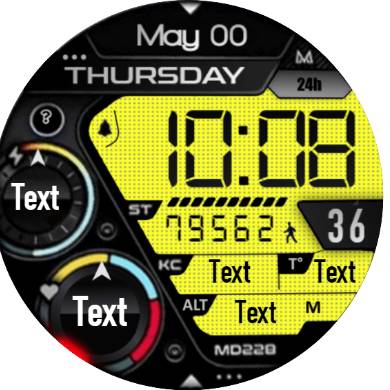 May 00
M
THURSDAY
24h
?
10:08
Text
ST
79562
36
KC
Text
T°
Text
Text
ALT
Text
M
MD228